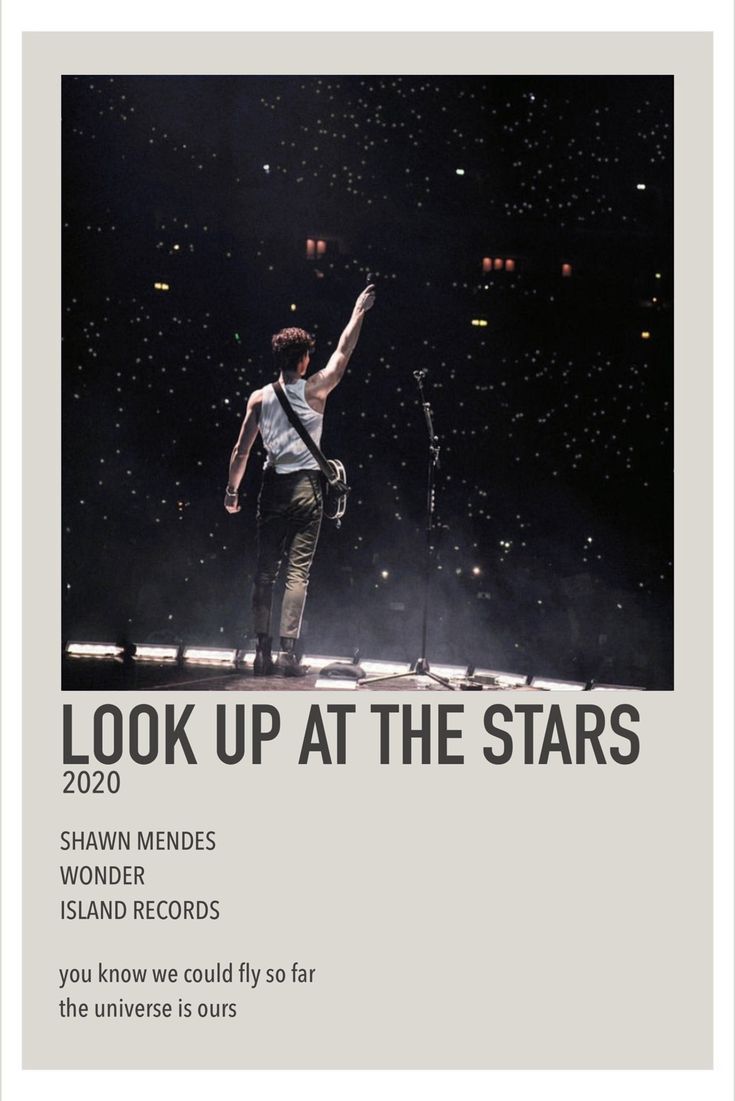 LOOK UP AT THE STARS
2020
SHAWN MENDES
WONDER
ISLAND RECORDS
you know we could fly so far
the universe is ours